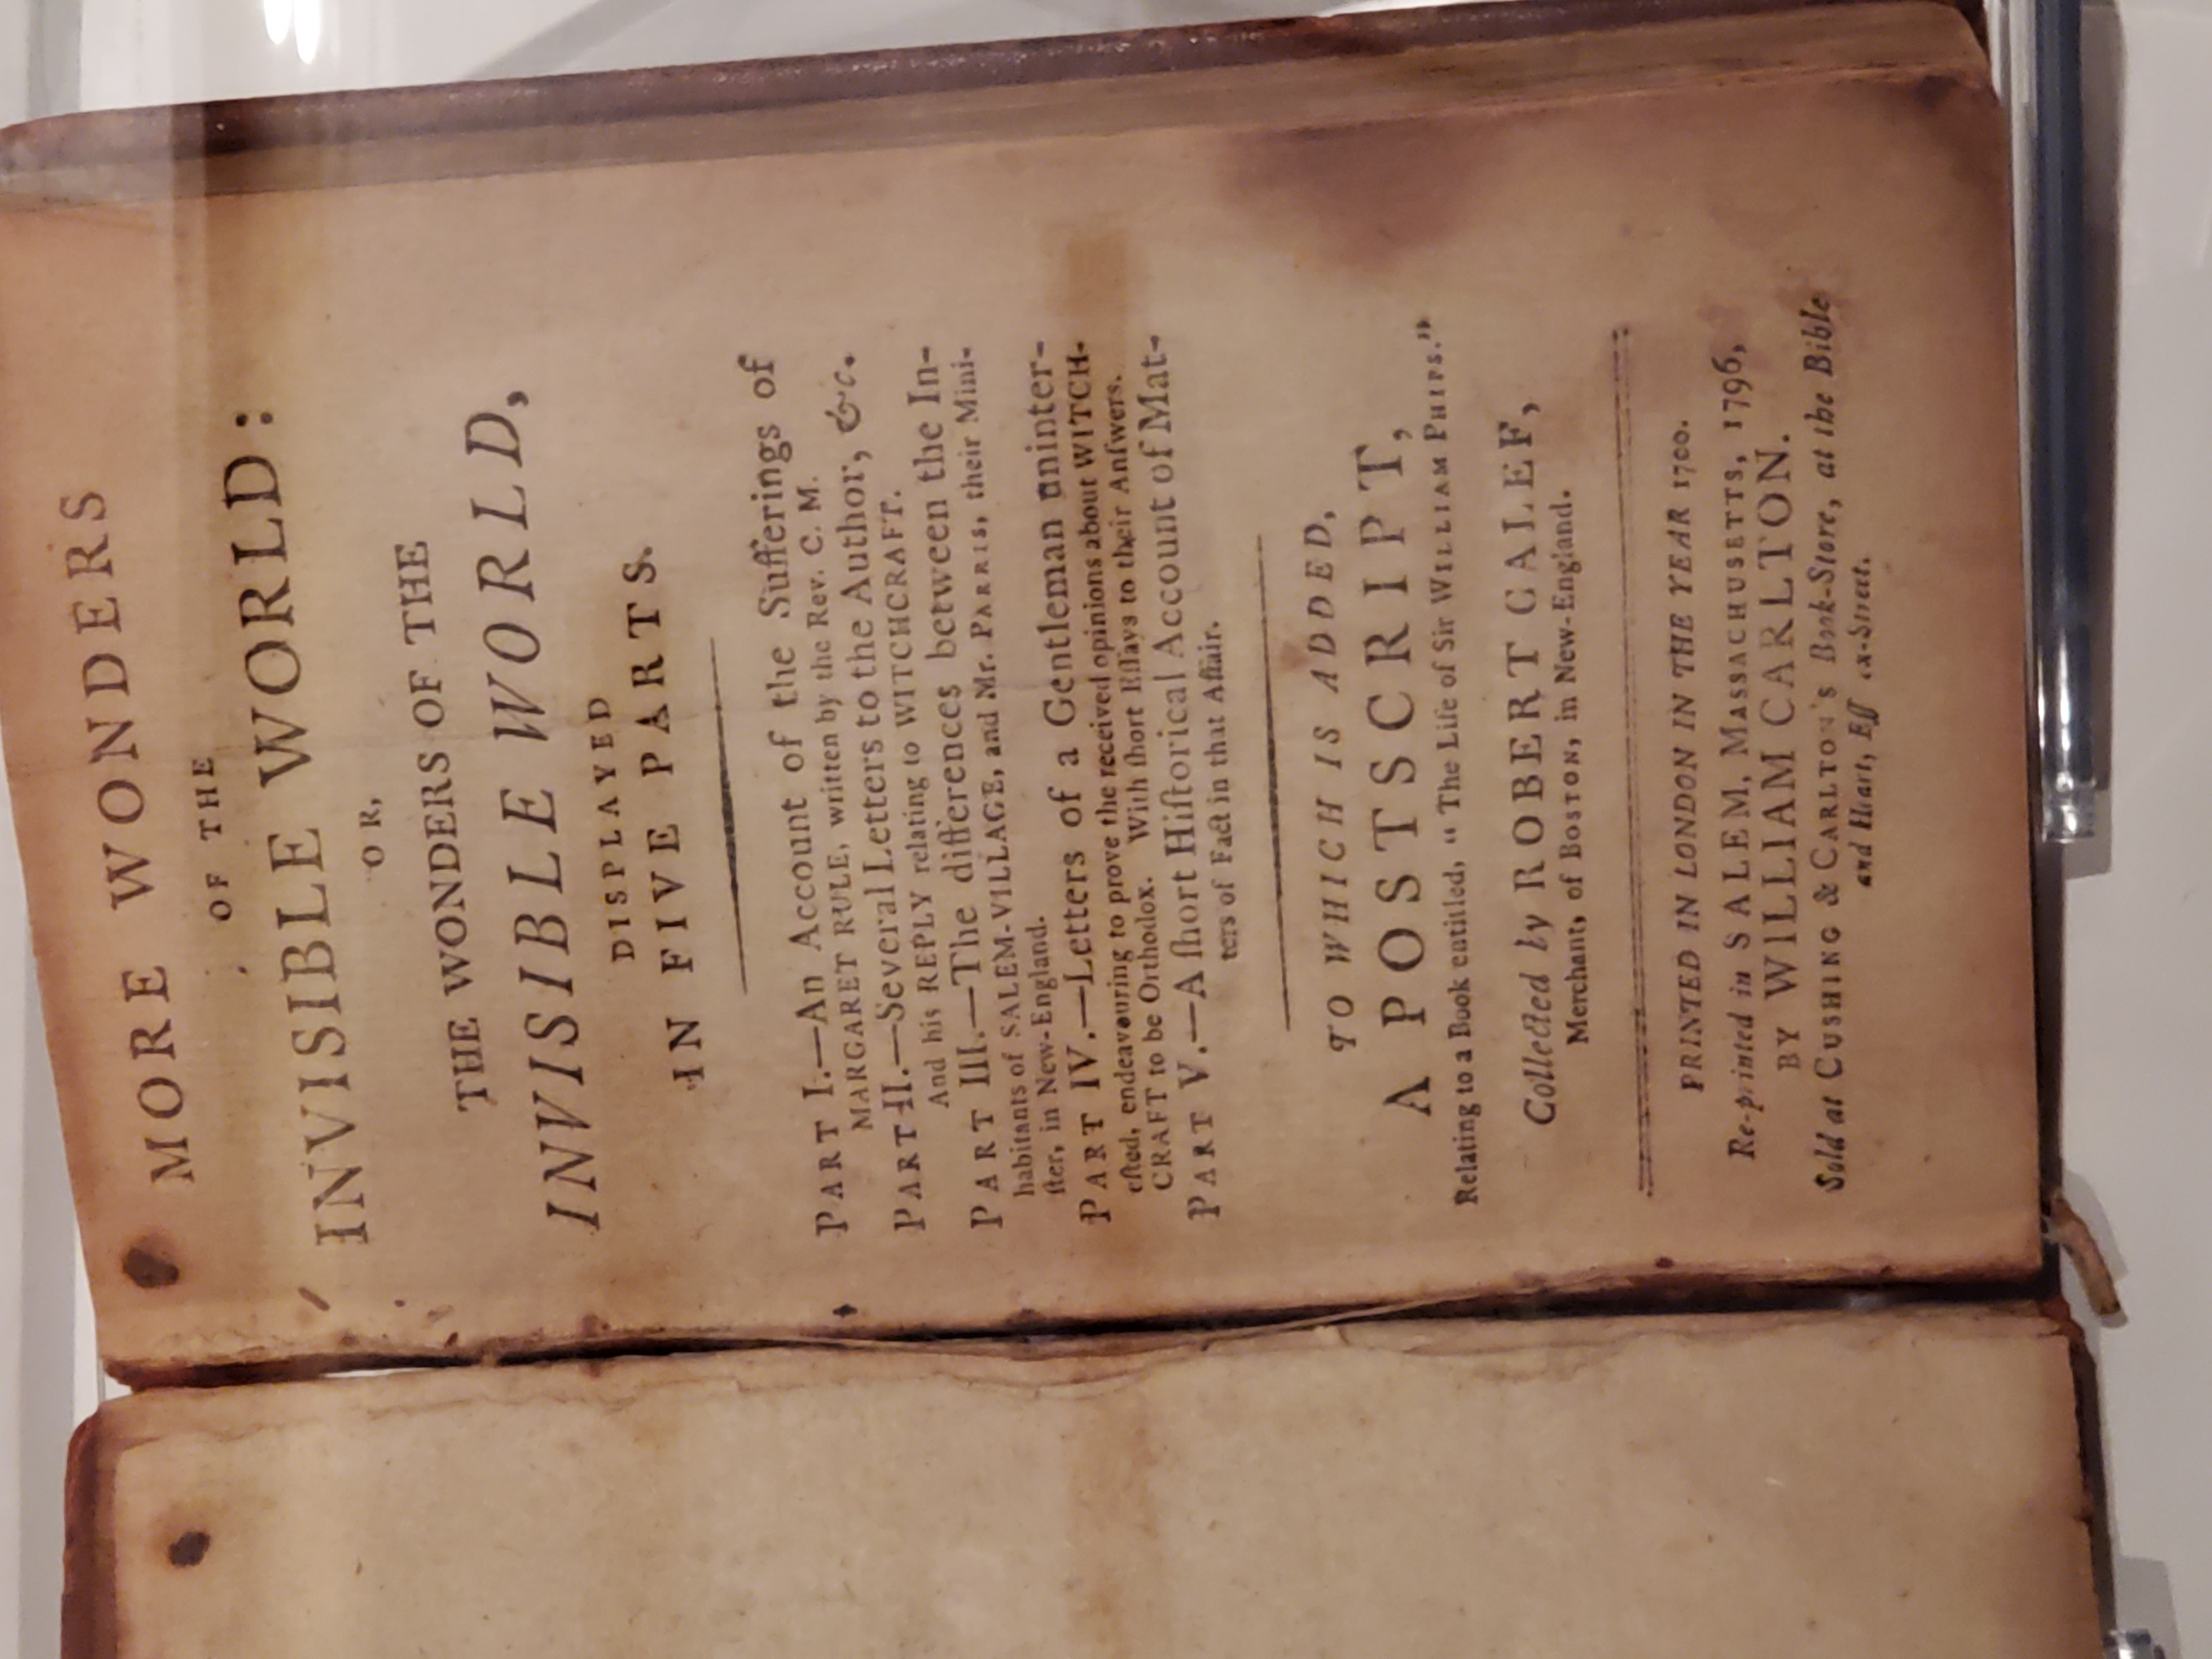 MORE WONDERS
OF THE
INVISIBLE WORLD:
OR,
THE WONDERS OF THE
INVISIBLE WORLD,
DISPLAYED
IN FIVE PARTS.
PART I.—An Account of the Sufferings of
MARGARET RULE, written by the Rev. C. M.
PART II.—Several Letters to the Author, &c.
And his REPLY relating to WITCHCRAFT.
PART III.—The differences between the In-
habitants of SALEM-VILLAGE, and Mr. PARRIS, their Mini-
ſter, in New-England.
PART IV.—Letters of a Gentleman uninter-
eſted, endeavouring to prove the received opinions about WITCH-
CRAFT to be Orthodox. With ſhort Eſſays to their Anſwers.
PART V.—A ſhort Hiſtorical Account of Mat-
ters of Fact in that Affair.
TO WHICH IS ADDED,
A POSTSCRIPT,
Relating to a Book entitled, "The Life of Sir WILLIAM PHIPS."
Collected by ROBERT CALEF,
Merchant, of BOSTON, in New-England.
PRINTED IN LONDON IN THE YEAR 1700.
Re-printed in SALEM, MASSACHUSETTS, 1796,
BY WILLIAM CARLTON.
Sold at CUSHING & CARLTON's Book-Store, at the Bible
and Heart, Eſſex-Street.